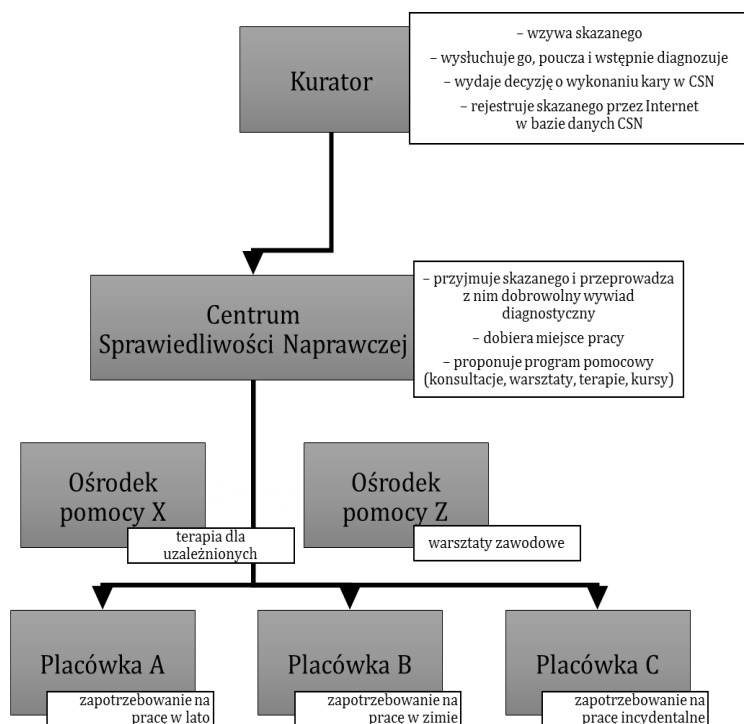 Kurator
– wzywa skazanego
– wysłuchuje go, poucza i wstępnie diagnozuje
– wydaje decyzję o wykonaniu kary w CSN
– rejestruje skazanego przez Internet
w bazie danych CSN
Centrum
Sprawiedliwości Naprawczej
– przyjmuje skazanego i przeprowadza
z nim dobrowolny wywiad
diagnostyczny
– dobiera miejsce pracy
– proponuje program pomocowy
(konsultacje, warsztaty, terapie, kursy)
Ośrodek
pomocy X
terapia dla
uzależnionych
Ośrodek
pomocy Z
warsztaty zawodowe
Placówka A
zapotrzebowanie na
pracę w lato
Placówka B
zapotrzebowanie na
pracę w zimie
Placówka C
zapotrzebowanie na
pracę incydentalne